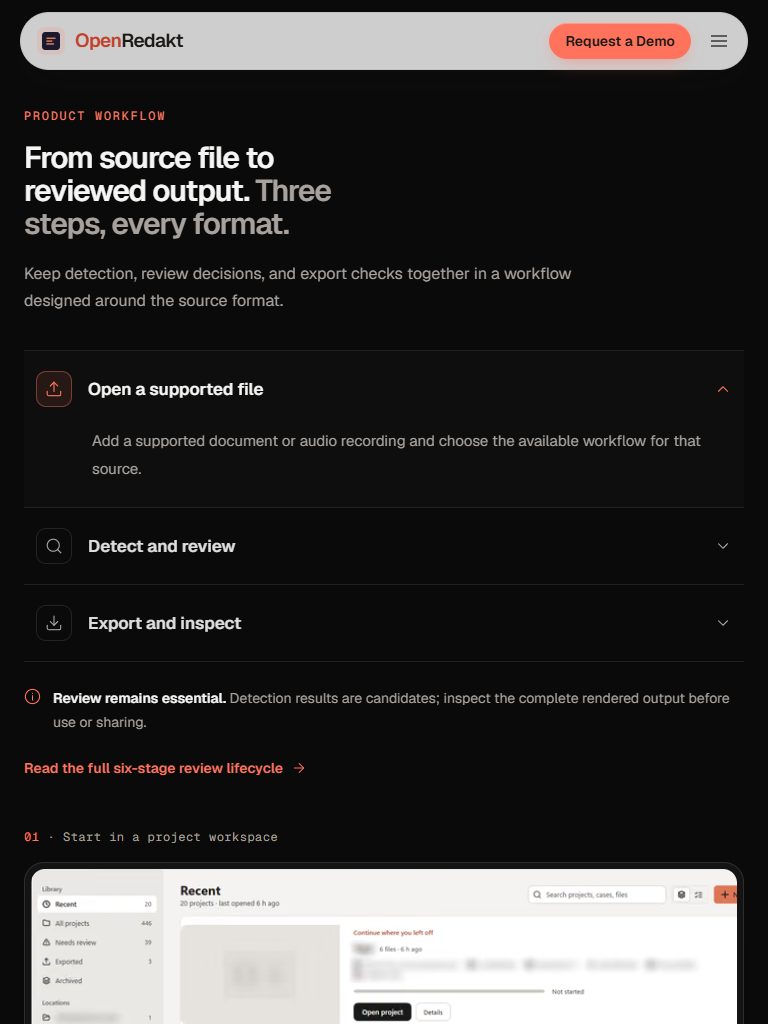 OpenRedakt
Request a Demo
PRODUCT WORKFLOW
From source file to
reviewed output. Three
steps, every format.
Keep detection, review decisions, and export checks together in a workflow
designed around the source format.
Open a supported file
Add a supported document or audio recording and choose the available workflow for that
source.
Detect and review
Export and inspect
Review remains essential. Detection results are candidates; inspect the complete rendered output before
use or sharing.
Read the full six-stage review lifecycle →
01 · Start in a project workspace
Library
Recent 20
All projects 446
Needs review 39
Exported 3
Archived
Locations
1
Recent
20 projects · last opened 6 h ago
Search projects, cases, files
Continue where you left off
6 files · 6 h ago
Not started
Open project
Details